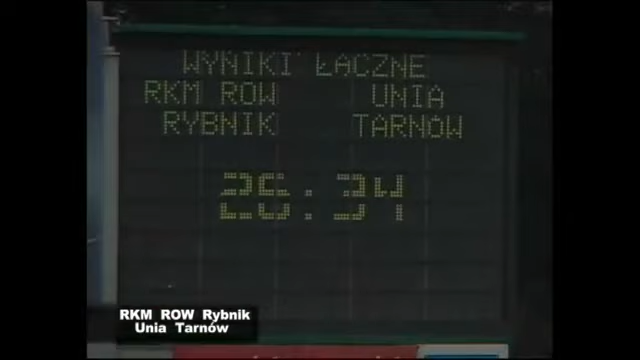 WYNIKI ŁĄCZNE
RKM ROW UNIA
RYBNIK TARNÓW
26:34
RKM ROW Rybnik
Unia Tarnów